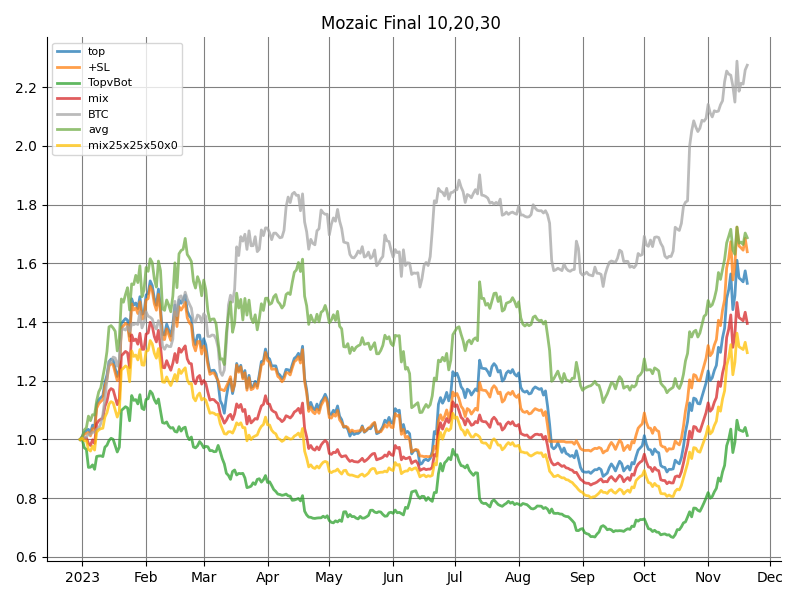 Mozaic Final 10,20,30
top
+SL
TopvBot
mix
BTC
avg
mix25x25x50x0
2.2
2.0
1.8
1.6
1.4
1.2
1.0
0.8
0.6
2023 Feb Mar Apr May Jun Jul Aug Sep Oct Nov Dec